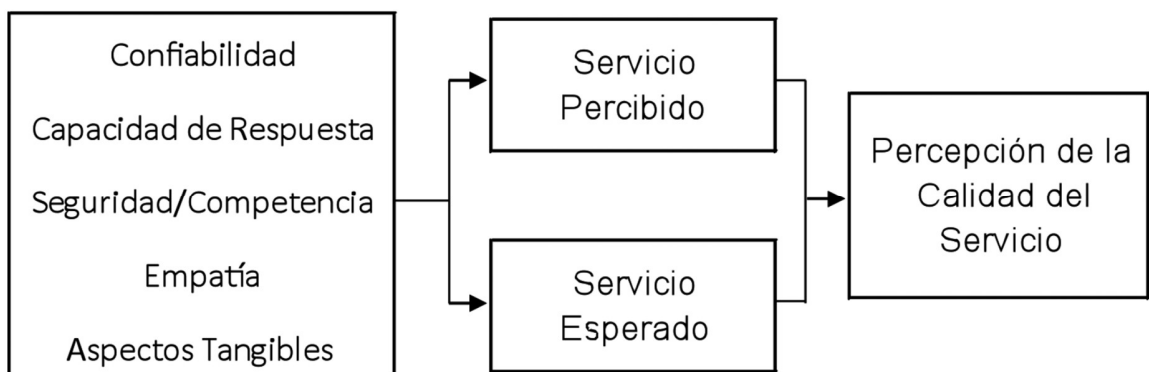 Confiabilidad
Capacidad de Respuesta
Seguridad/Competencia
Empatía
Aspectos Tangibles
Servicio
Percibido
Servicio
Esperado
Percepción de la
Calidad del
Servicio